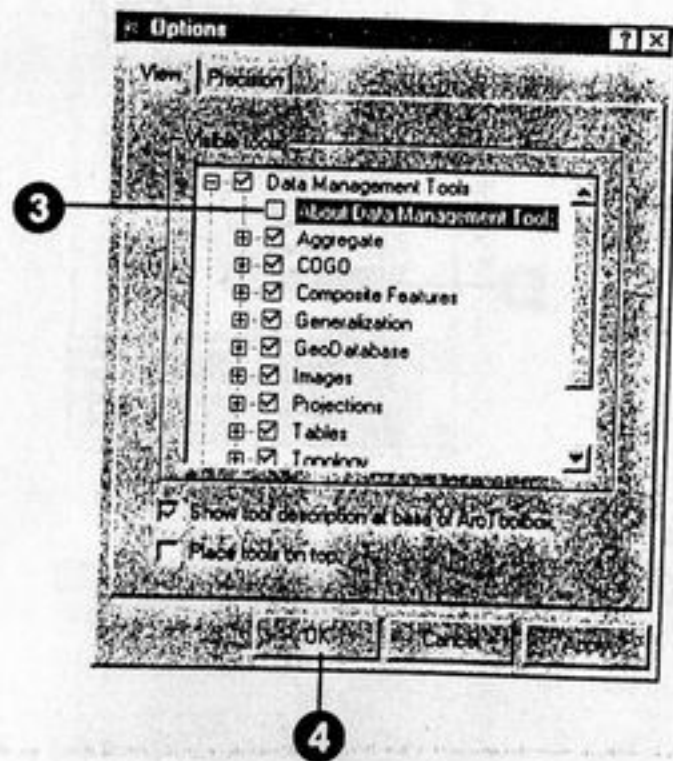 Options
View Precision
Visible tools
Data Management Tools
3
About Data Management Tools
Aggregate
COGO
Composite Features
Generalization
GeoDatabase
Images
Projections
Tables
Topology
Show tool description at base of ArcToolbox
Place tools on top.
OK Cancel Apply
4